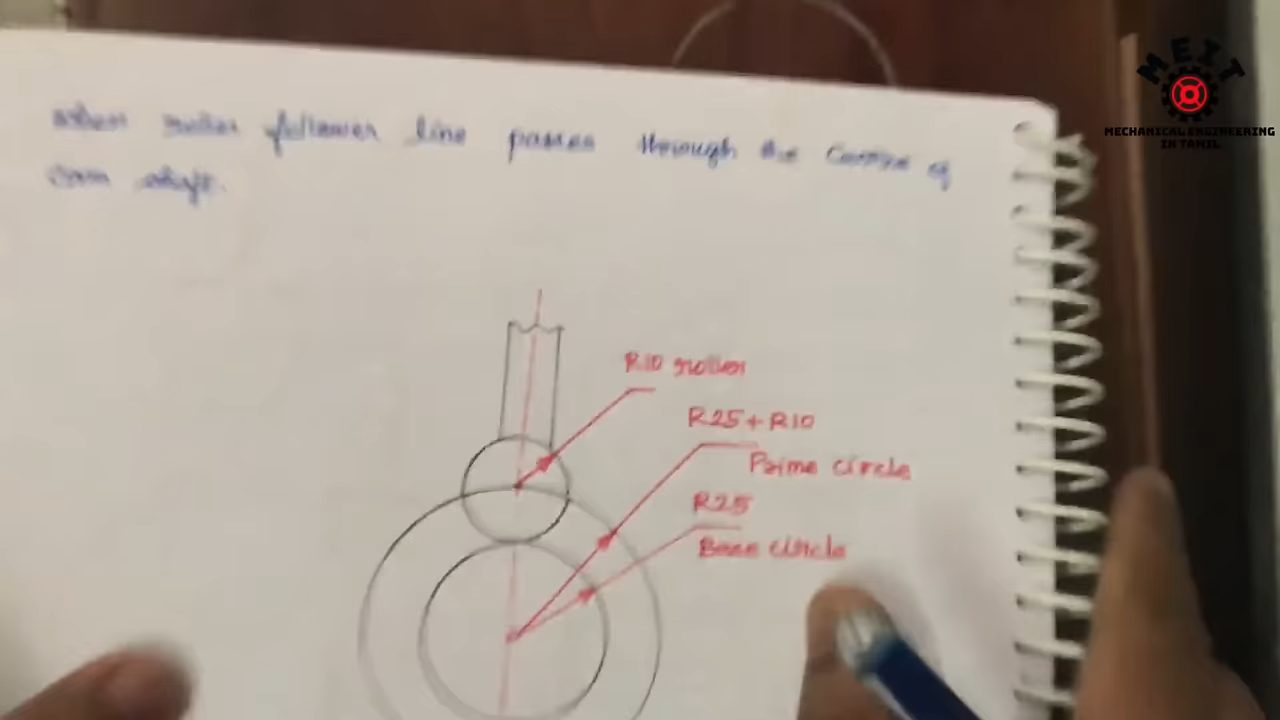 when roller follower line passes through the centre of
cam shaft.
R10 roller
R25+R10
Prime circle
R25
Base circle
MEIT
MECHANICAL ENGINEERING
IN TAMIL